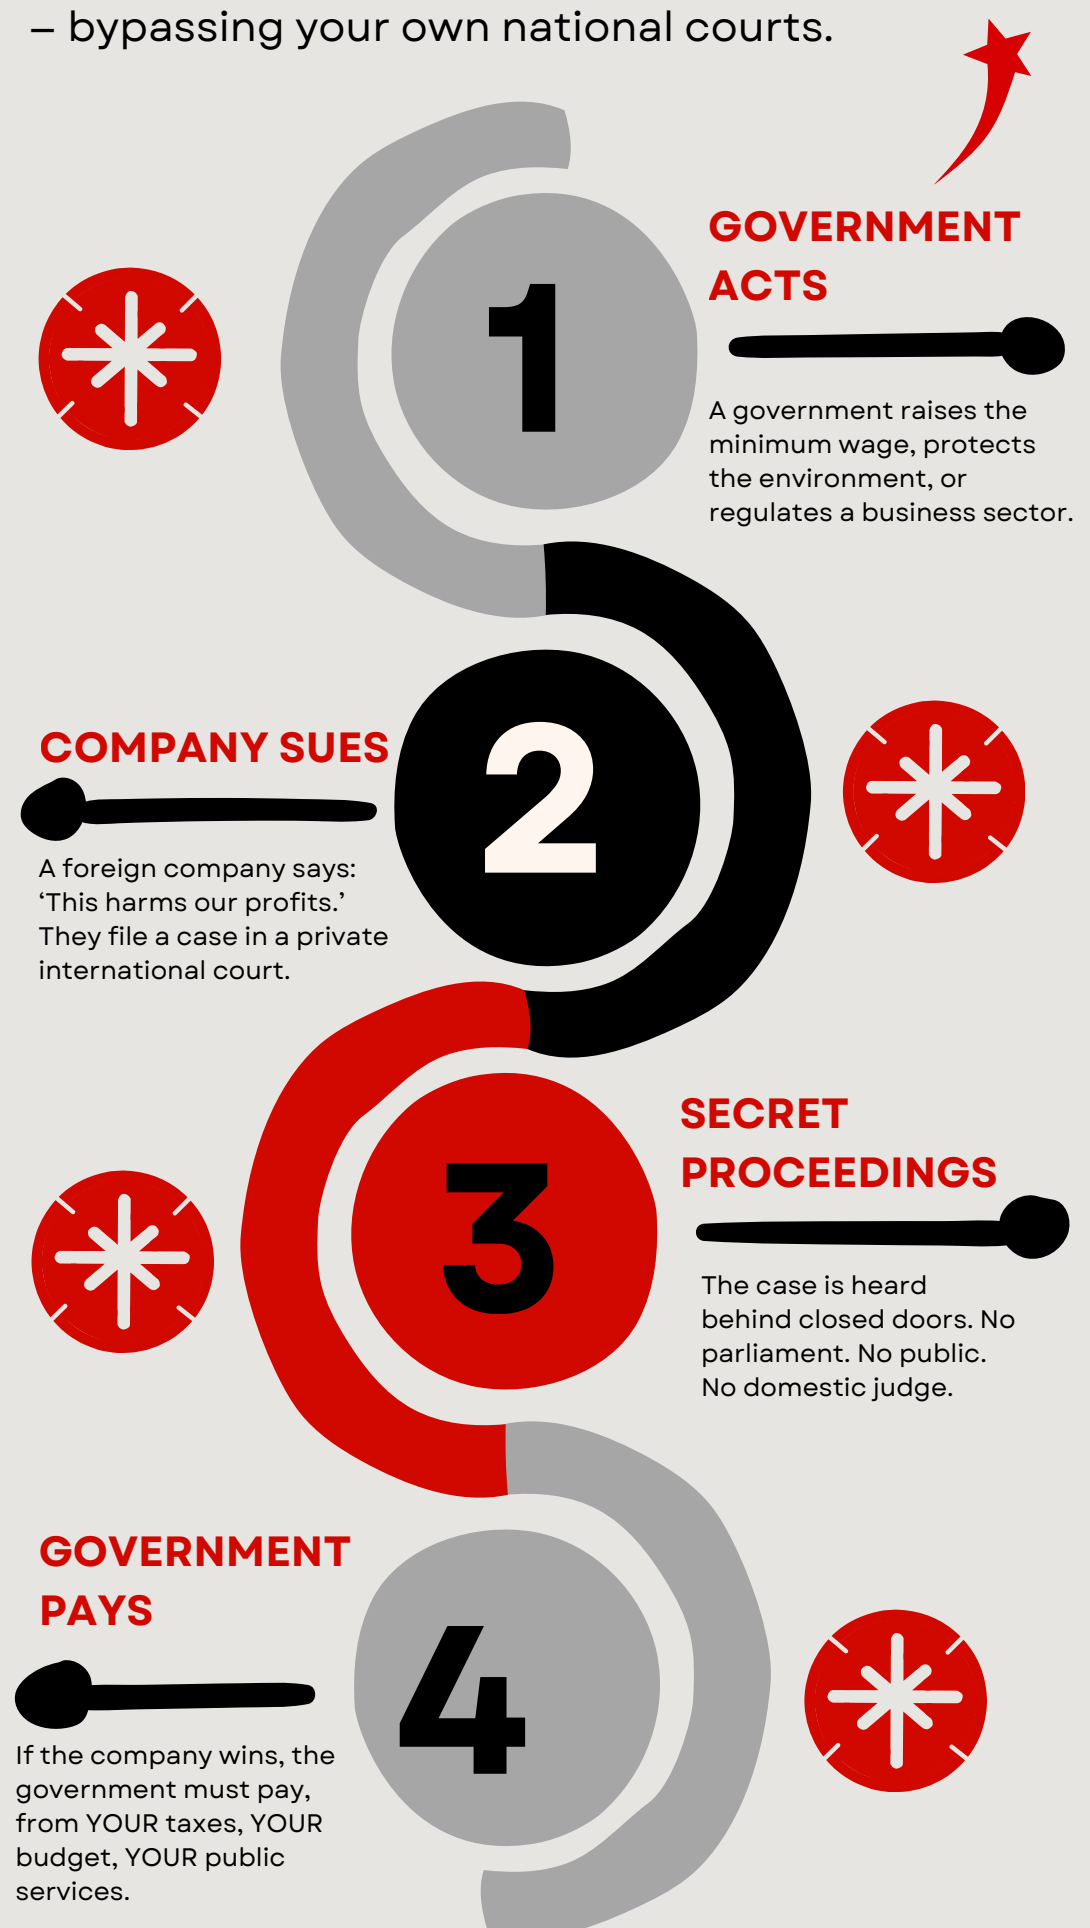 – bypassing your own national courts.
1
GOVERNMENT
ACTS
A government raises the
minimum wage, protects
the environment, or
regulates a business sector.
2
COMPANY SUES
A foreign company says:
‘This harms our profits.’
They file a case in a private
international court.
3
SECRET
PROCEEDINGS
The case is heard
behind closed doors. No
parliament. No public.
No domestic judge.
4
GOVERNMENT
PAYS
If the company wins, the
government must pay,
from YOUR taxes, YOUR
budget, YOUR public
services.